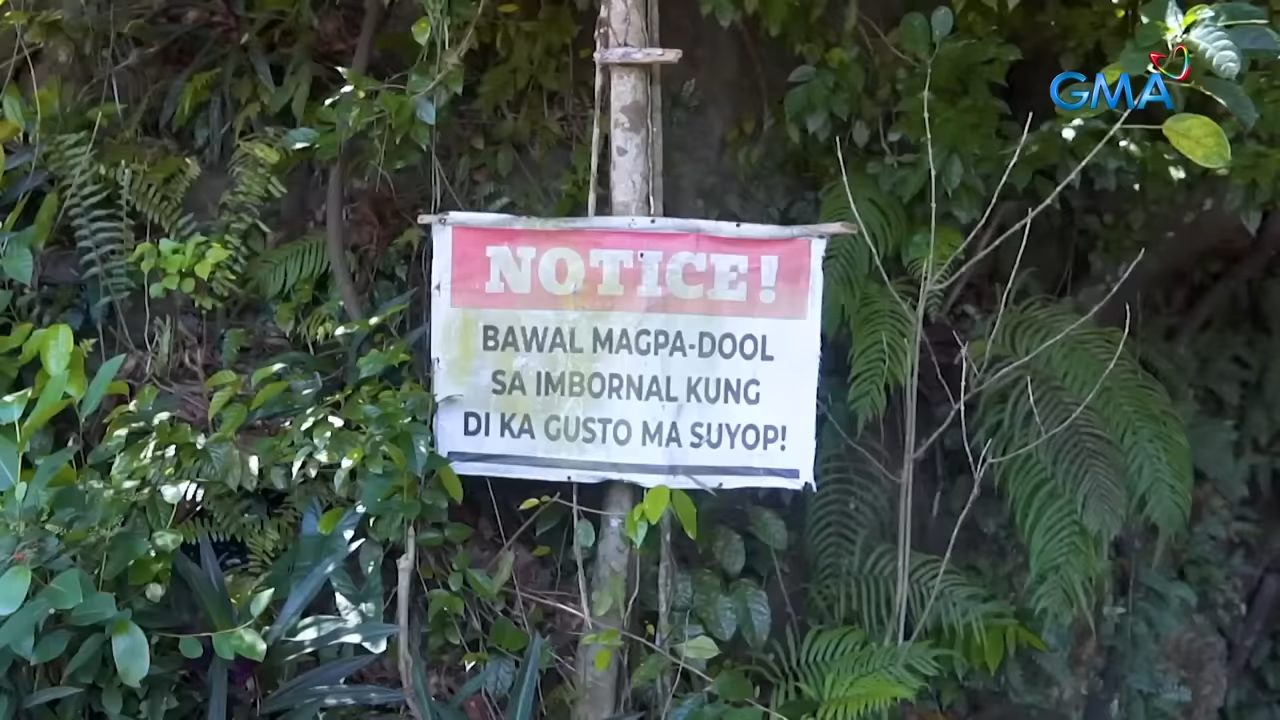 GMA
NOTICE!
BAWAL MAGPA-DOOL
SA IMBORNAL KUNG
DI KA GUSTO MA SUYOP!